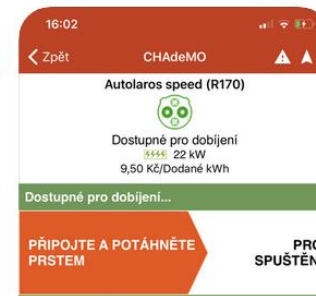 16:02
Zpět
CHAdeMO
Autolaros speed (R170)
Dostupné pro dobíjení
22 kW
9,50 Kč/Dodané kWh
Dostupné pro dobíjení...
PŘIPOJTE A POTÁHNĚTE
PRSTEM
PRO
SPUŠTĚN